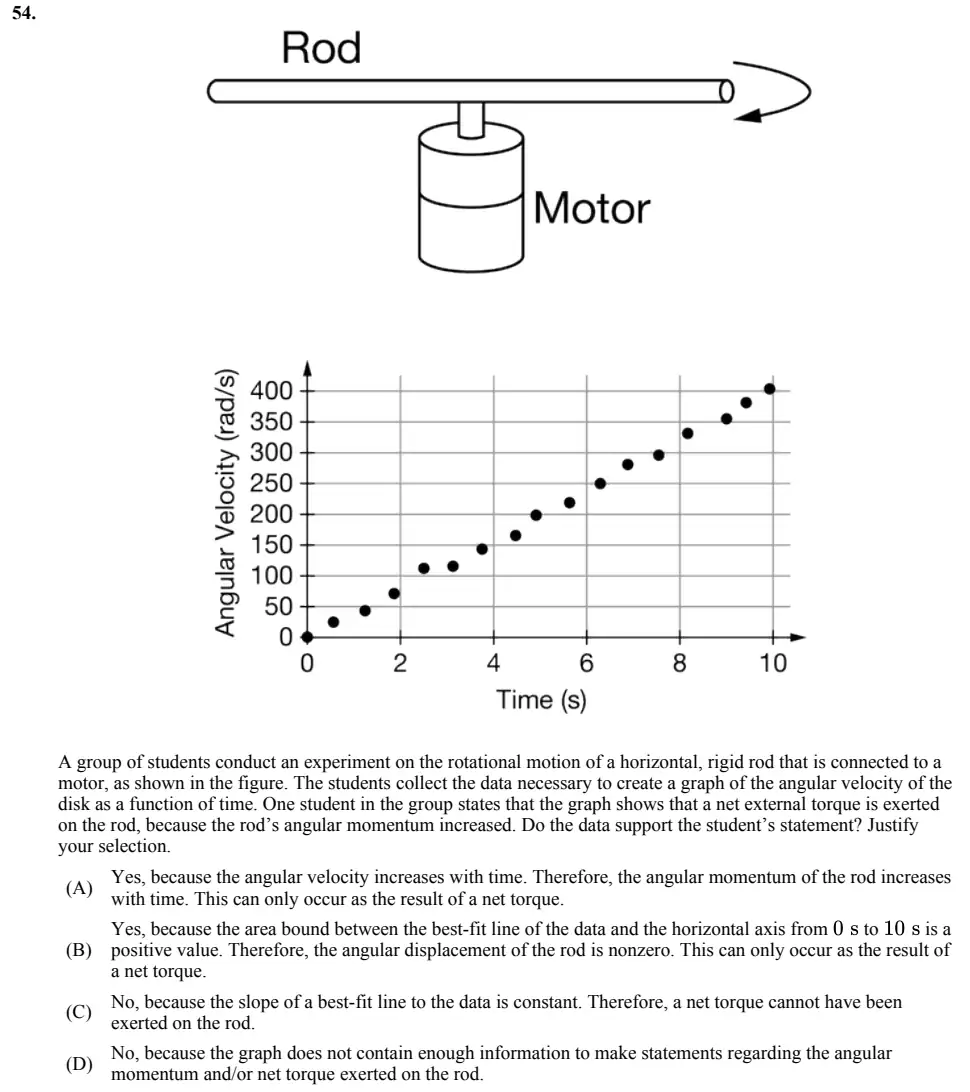 54.
Rod
Motor
Angular Velocity (rad/s)
400
350
300
250
200
150
100
50
0
0 2 4 6 8 10
Time (s)
A group of students conduct an experiment on the rotational motion of a horizontal, rigid rod that is connected to a
motor, as shown in the figure. The students collect the data necessary to create a graph of the angular velocity of the
disk as a function of time. One student in the group states that the graph shows that a net external torque is exerted
on the rod, because the rod’s angular momentum increased. Do the data support the student’s statement? Justify
your selection.
(A) Yes, because the angular velocity increases with time. Therefore, the angular momentum of the rod increases
with time. This can only occur as the result of a net torque.
Yes, because the area bound between the best-fit line of the data and the horizontal axis from 0 s to 10 s is a
(B) positive value. Therefore, the angular displacement of the rod is nonzero. This can only occur as the result of
a net torque.
(C) No, because the slope of a best-fit line to the data is constant. Therefore, a net torque cannot have been
exerted on the rod.
(D) No, because the graph does not contain enough information to make statements regarding the angular
momentum and/or net torque exerted on the rod.